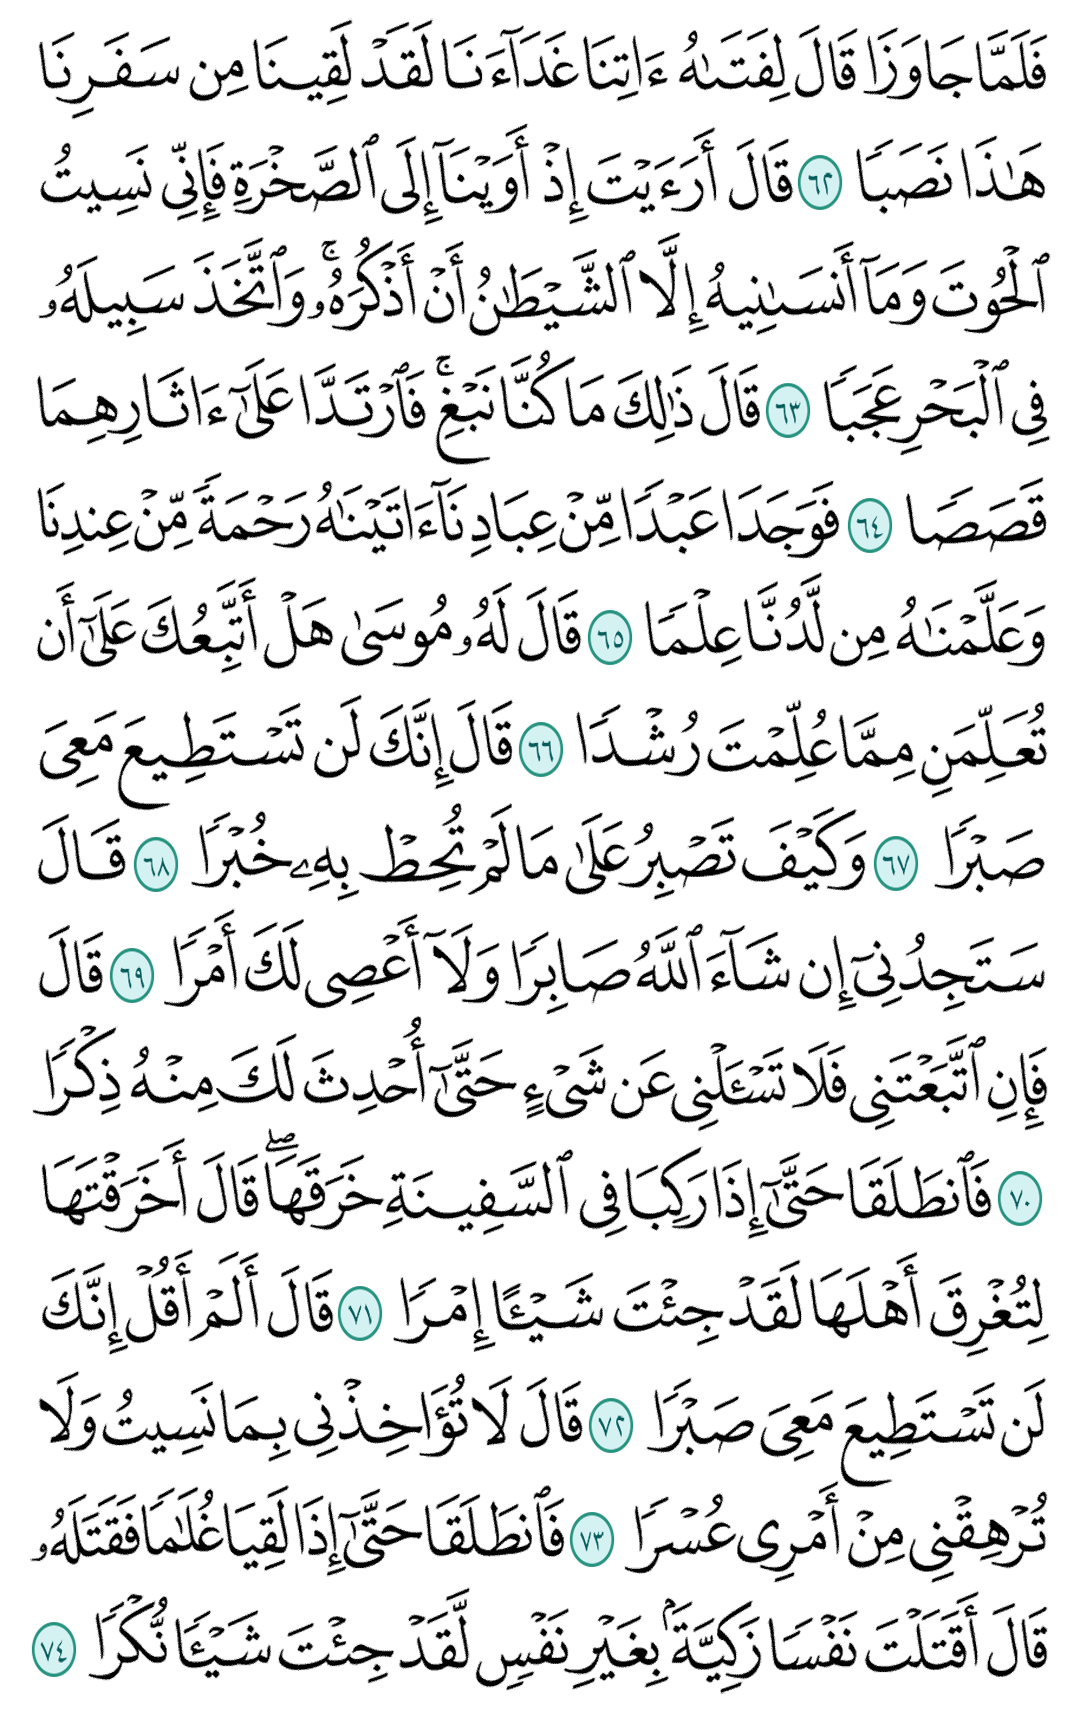 فَلَمَّا جَاوَزَا قَالَ لِفَتَىٰهُ ءَاتِنَا غَدَآءَنَا لَقَدۡ لَقِينَا مِن سَفَرِنَا
هَٰذَا نَصَبٗا ٦٢ قَالَ أَرَءَيۡتَ إِذۡ أَوَيۡنَآ إِلَى ٱلصَّخۡرَةِ فَإِنِّي نَسِيتُ
ٱلۡحُوتَ وَمَآ أَنسَىٰنِيهُ إِلَّا ٱلشَّيۡطَٰنُ أَنۡ أَذۡكُرَهُۥۚ وَٱتَّخَذَ سَبِيلَهُۥ
فِي ٱلۡبَحۡرِ عَجَبٗا ٦٣ قَالَ ذَٰلِكَ مَا كُنَّا نَبۡغِۚ فَٱرۡتَدَّا عَلَىٰٓ ءَاثَارِهِمَا
قَصَصٗا ٦٤ فَوَجَدَا عَبۡدٗا مِّنۡ عِبَادِنَآ ءَاتَيۡنَٰهُ رَحۡمَةٗ مِّنۡ عِندِنَا
وَعَلَّمۡنَٰهُ مِن لَّدُنَّا عِلۡمٗا ٦٥ قَالَ لَهُۥ مُوسَىٰ هَلۡ أَتَّبِعُكَ عَلَىٰٓ أَن
تُعَلِّمَنِ مِمَّا عُلِّمۡتَ رُشۡدٗا ٦٦ قَالَ إِنَّكَ لَن تَسۡتَطِيعَ مَعِيَ
صَبۡرٗا ٦٧ وَكَيۡفَ تَصۡبِرُ عَلَىٰ مَا لَمۡ تُحِطۡ بِهِۦ خُبۡرٗا ٦٨ قَالَ
سَتَجِدُنِيٓ إِن شَآءَ ٱللَّهُ صَابِرٗا وَلَآ أَعۡصِي لَكَ أَمۡرٗا ٦٩ قَالَ
فَإِنِ ٱتَّبَعۡتَنِي فَلَا تَسۡـَٔلۡنِي عَن شَيۡءٍ حَتَّىٰٓ أُحۡدِثَ لَكَ مِنۡهُ ذِكۡرٗا
٧٠ فَٱنطَلَقَا حَتَّىٰٓ إِذَا رَكِبَا فِي ٱلسَّفِينَةِ خَرَقَهَاۖ قَالَ أَخَرَقۡتَهَا
لِتُغۡرِقَ أَهۡلَهَا لَقَدۡ جِئۡتَ شَيۡـًٔا إِمۡرٗا ٧١ قَالَ أَلَمۡ أَقُلۡ إِنَّكَ
لَن تَسۡتَطِيعَ مَعِيَ صَبۡرٗا ٧٢ قَالَ لَا تُؤَاخِذۡنِي بِمَا نَسِيتُ وَلَا
تُرۡهِقۡنِي مِنۡ أَمۡرِي عُسۡرٗا ٧٣ فَٱنطَلَقَا حَتَّىٰٓ إِذَا لَقِيَا غُلَٰمٗا فَقَتَلَهُۥ
قَالَ أَقَتَلۡتَ نَفۡسٗا زَكِيَّةَۢ بِغَيۡرِ نَفۡسٖ لَّقَدۡ جِئۡتَ شَيۡـٔٗا نُّكۡرٗا ٧٤